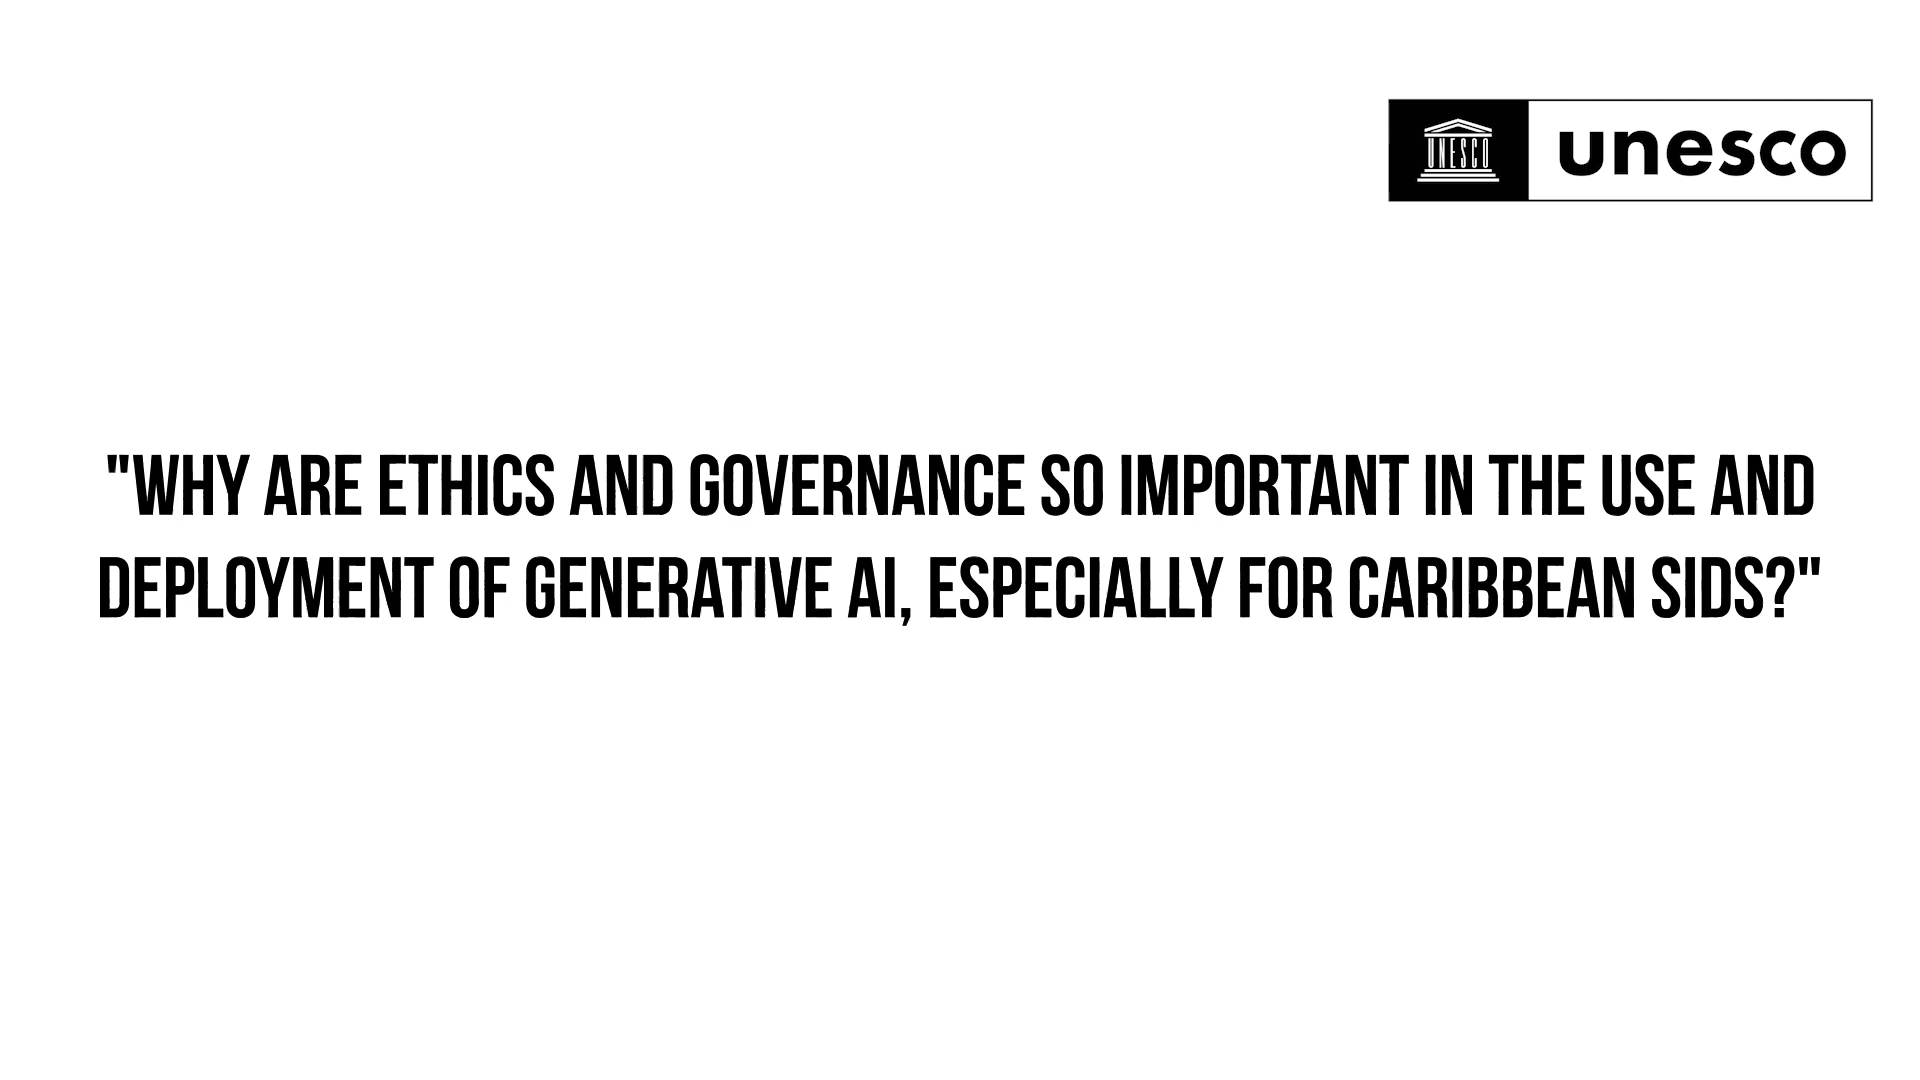 UNESCO
unesco
"WHY ARE ETHICS AND GOVERNANCE SO IMPORTANT IN THE USE AND
DEPLOYMENT OF GENERATIVE AI, ESPECIALLY FOR CARIBBEAN SIDS?"